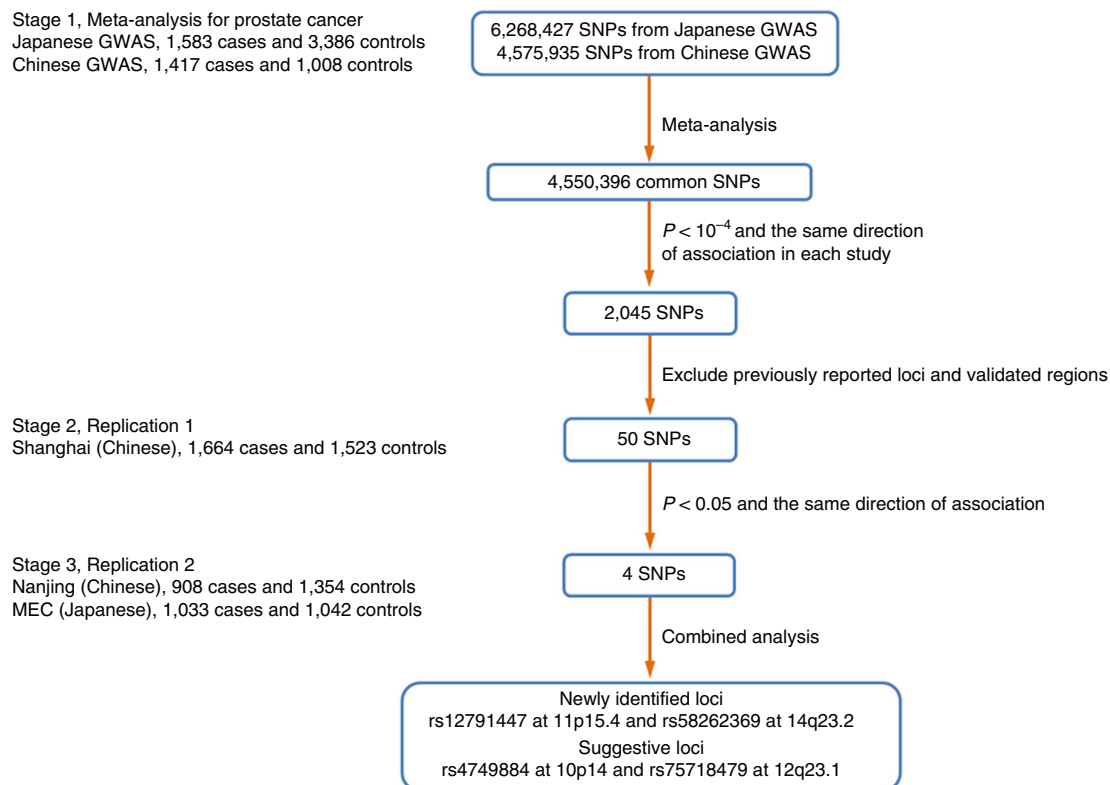 Stage 1, Meta-analysis for prostate cancer
Japanese GWAS, 1,583 cases and 3,386 controls
Chinese GWAS, 1,417 cases and 1,008 controls
6,268,427 SNPs from Japanese GWAS
4,575,935 SNPs from Chinese GWAS
Meta-analysis
4,550,396 common SNPs
P < 10⁻⁴ and the same direction
of association in each study
2,045 SNPs
Exclude previously reported loci and validated regions
Stage 2, Replication 1
Shanghai (Chinese), 1,664 cases and 1,523 controls
50 SNPs
P < 0.05 and the same direction of association
Stage 3, Replication 2
Nanjing (Chinese), 908 cases and 1,354 controls
MEC (Japanese), 1,033 cases and 1,042 controls
4 SNPs
Combined analysis
Newly identified loci
rs12791447 at 11p15.4 and rs58262369 at 14q23.2
Suggestive loci
rs4749884 at 10p14 and rs75718479 at 12q23.1